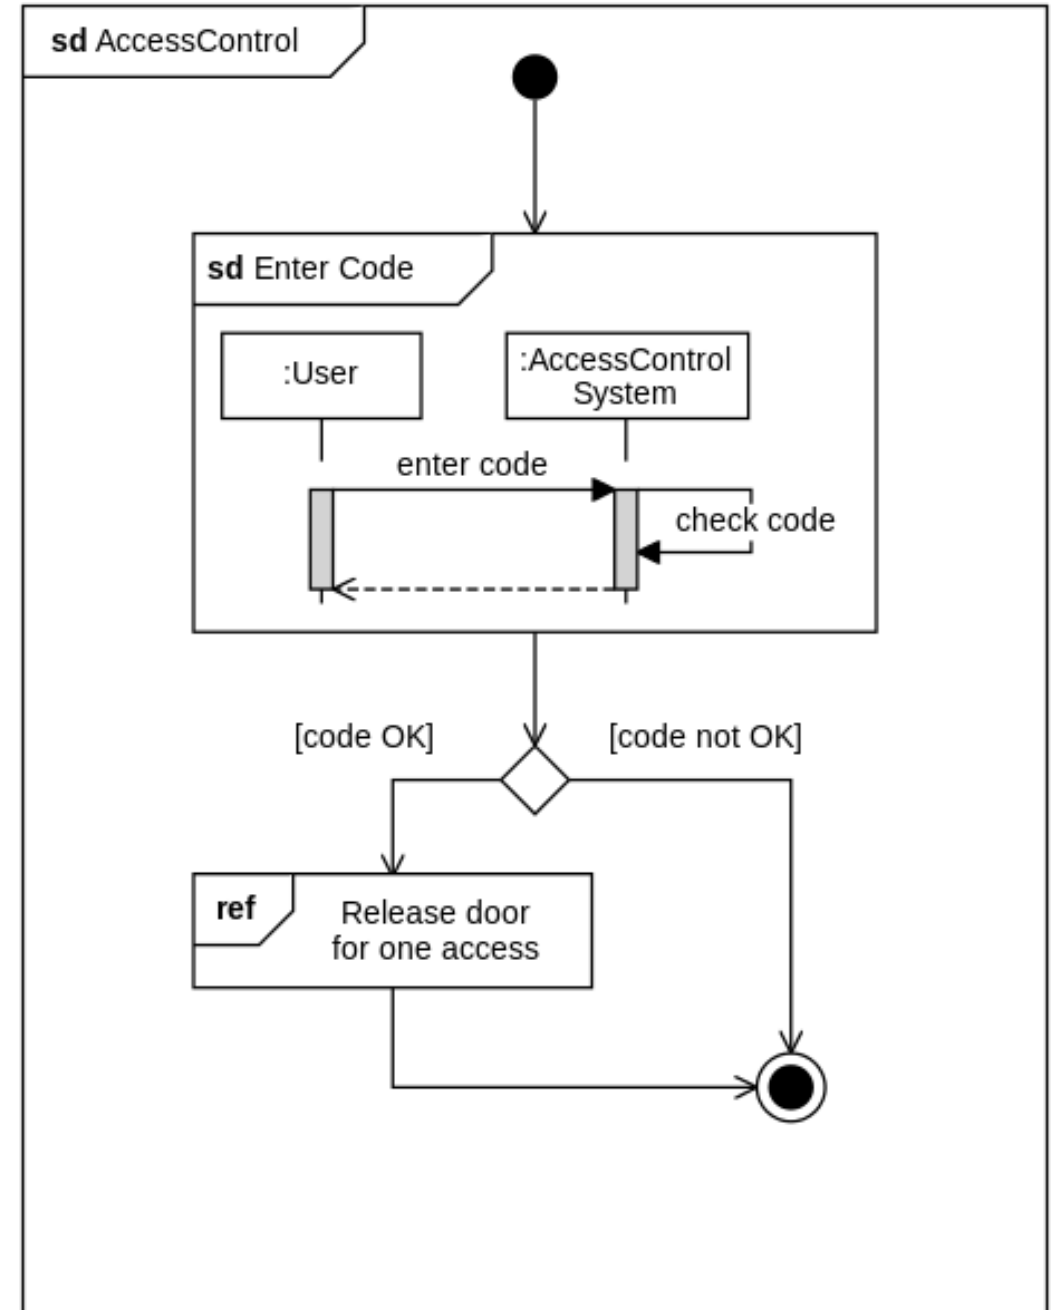 sd AccessControl
sd Enter Code
:User
:AccessControl
System
enter code
check code
[code OK]
[code not OK]
ref
Release door
for one access